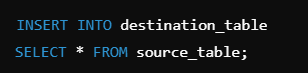 INSERT INTO destination_table
SELECT * FROM source_table;